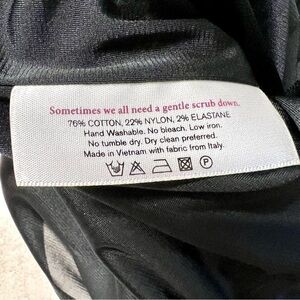 Sometimes we all need a gentle scrub down.
76% COTTON, 22% NYLON, 2% ELASTANE
Hand Washable. No bleach. Low iron.
No tumble dry. Dry clean preferred.
Made in Vietnam with fabric from Italy.
P